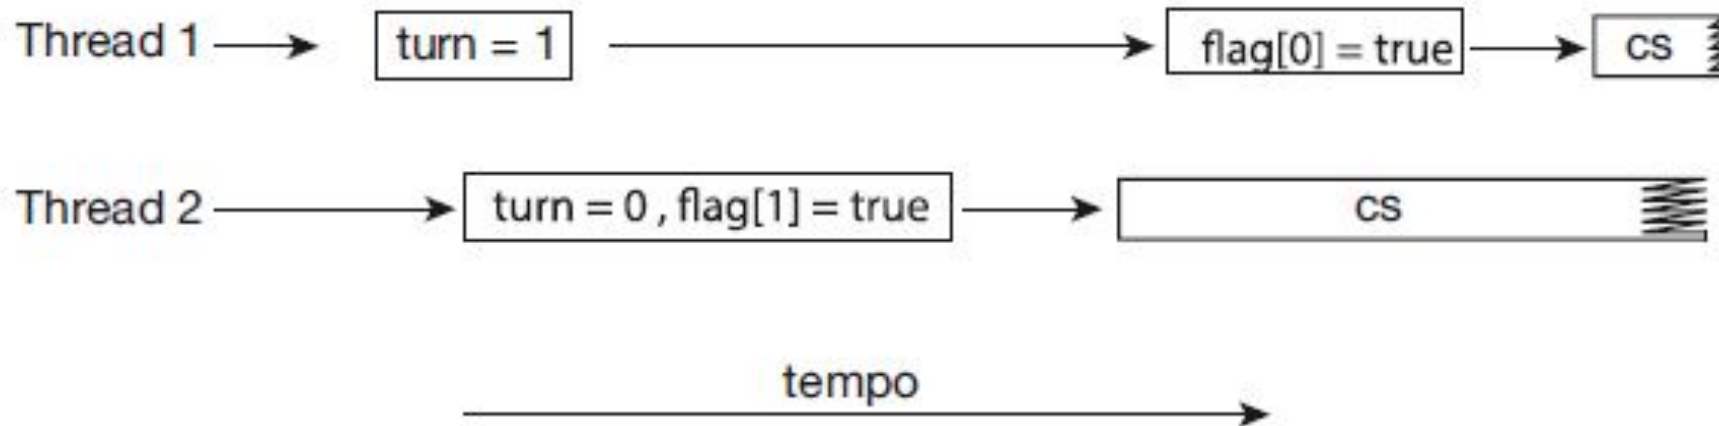 Thread 1 turn = 1 flag[0] = true cs
Thread 2 turn = 0 , flag[1] = true cs
tempo